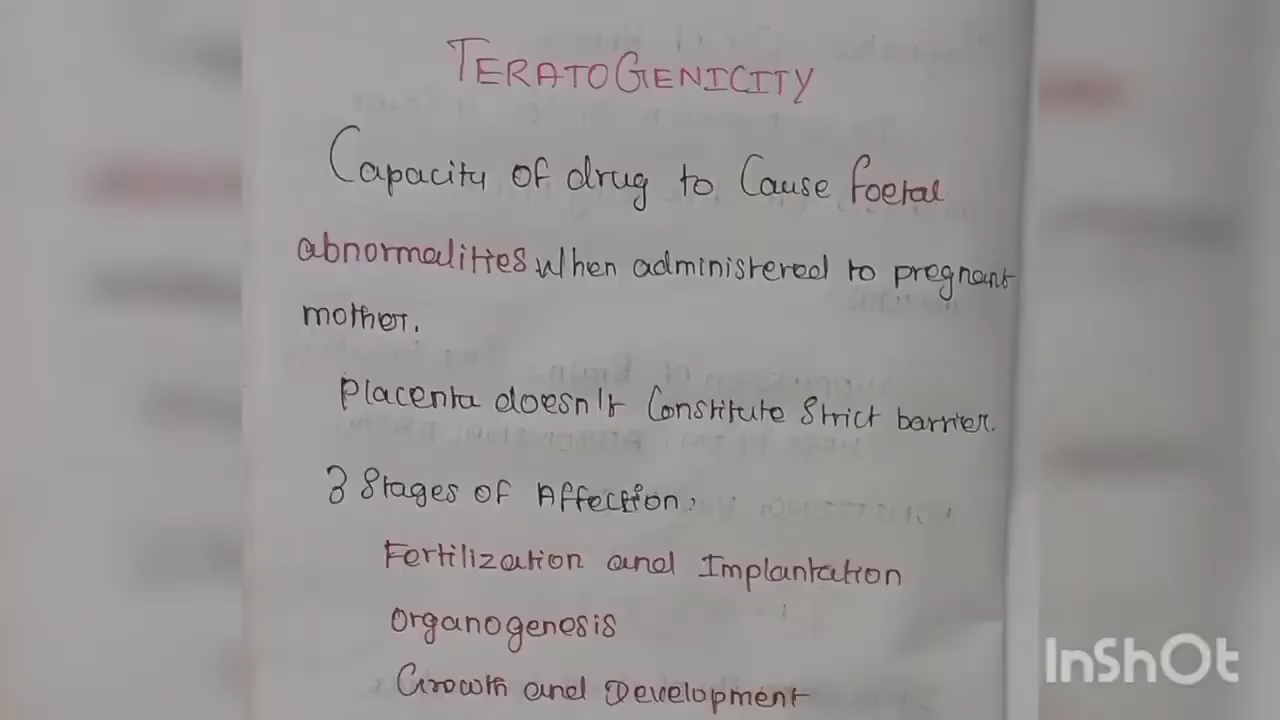 TERATOGENICITY
Capacity of drug to Cause foetal
abnormalities when administered to pregnant
mother.
Placenta doesn't Constitute Strict barrier.
3 Stages of Affection,
Fertilization and Implantation
Organogenesis
Growth and Development
InShOt